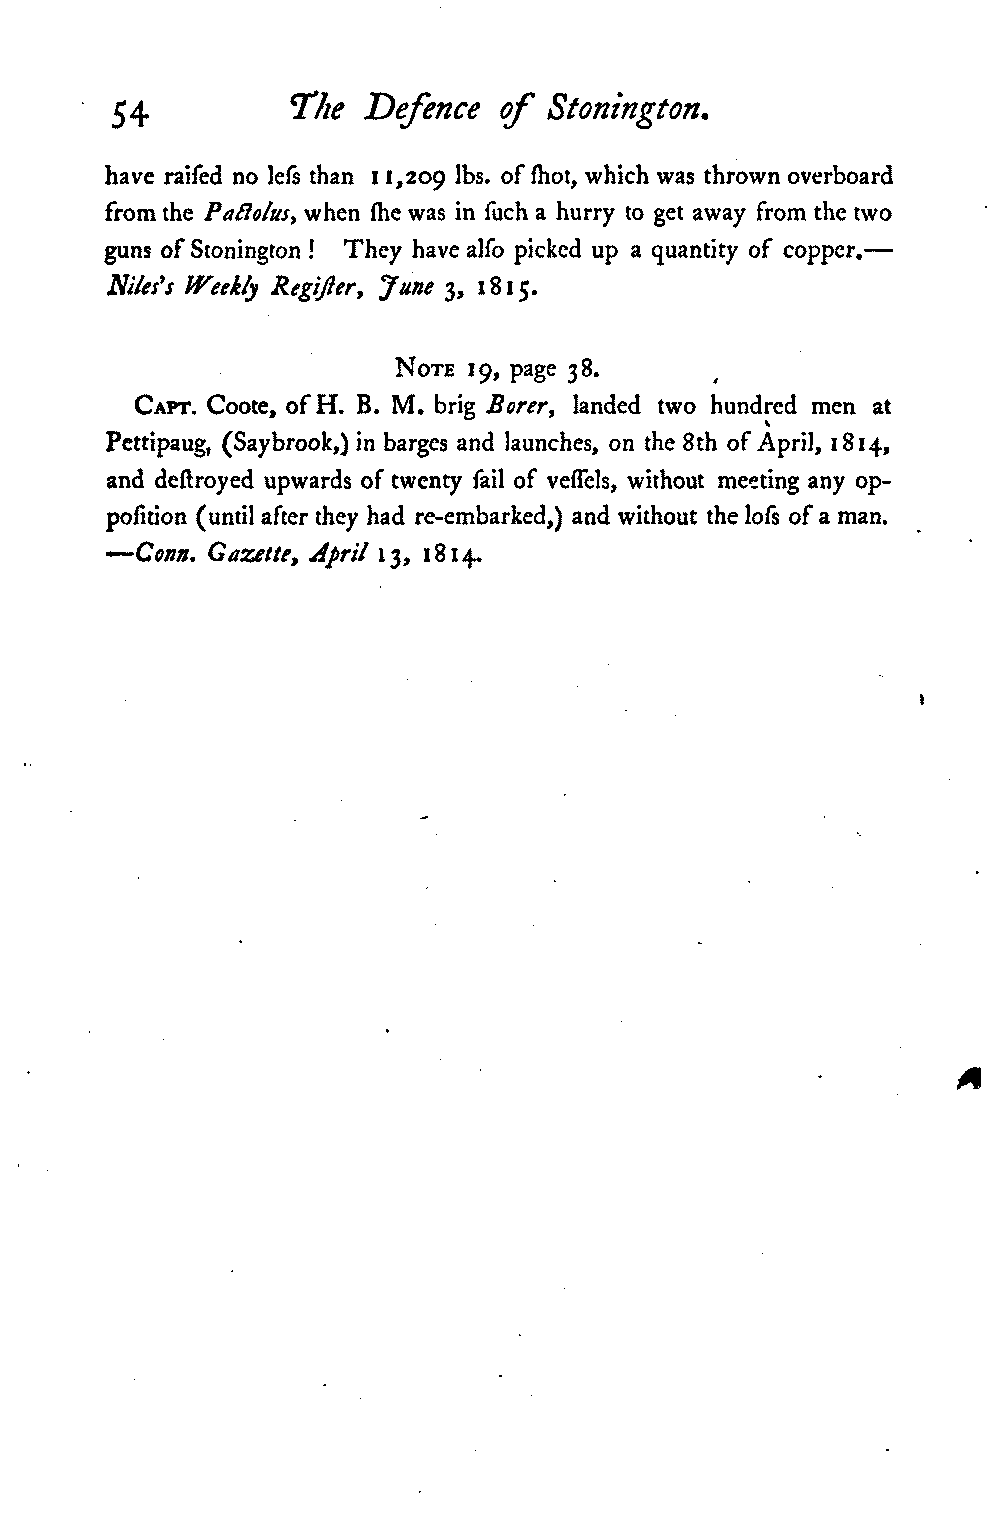 54 The Defence of Stonington.
have raiſed no leſs than 11,209 lbs. of ſhot, which was thrown overboard
from the Pactolus, when ſhe was in ſuch a hurry to get away from the two
guns of Stonington ! They have alſo picked up a quantity of copper.—
Niles's Weekly Regiſter, June 3, 1815.
NOTE 19, page 38.
CAPT. Coote, of H. B. M. brig Borer, landed two hundred men at
Pettipaug, (Saybrook,) in barges and launches, on the 8th of April, 1814,
and deſtroyed upwards of twenty ſail of veſſels, without meeting any op-
poſition (until after they had re-embarked,) and without the loſs of a man.
—Conn. Gazette, April 13, 1814.